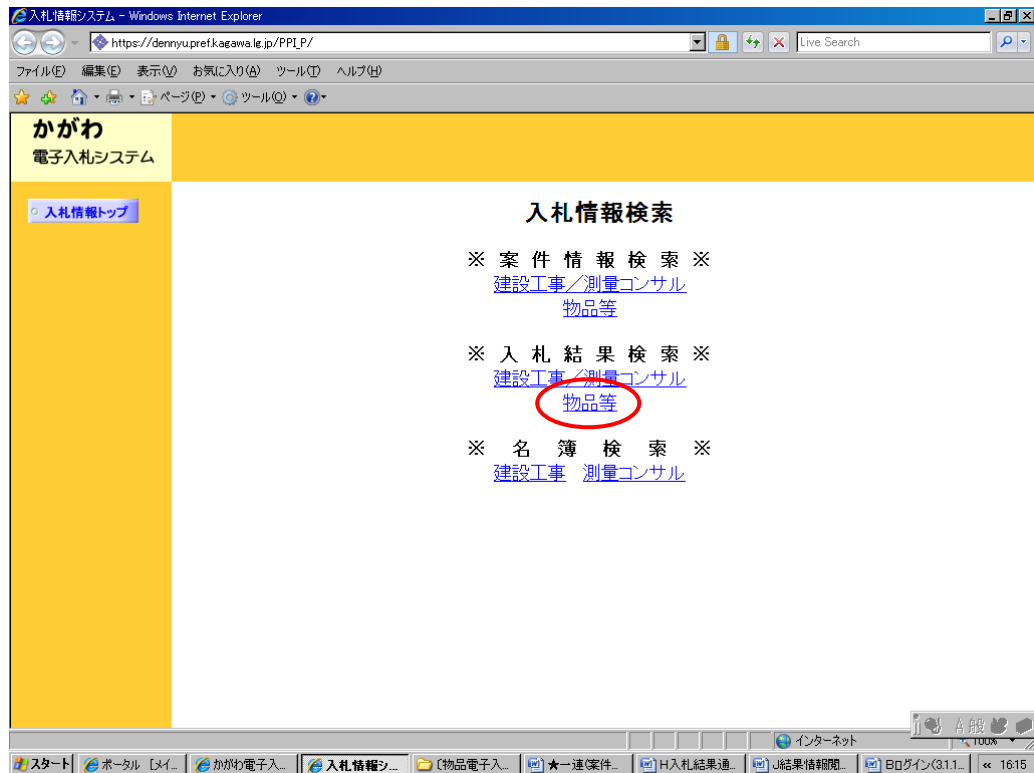 入札情報システム - Windows Internet Explorer
https://dennyu.pref.kagawa.lg.jp/PPI_P/
Live Search
ファイル(F) 編集(E) 表示(V) お気に入り(A) ツール(T) ヘルプ(H)
ページ(P) ツール(O)
かがわ
電子入札システム
入札情報トップ
入札情報検索
※ 案 件 情 報 検 索 ※
建設工事／測量コンサル
物品等
※ 入 札 結 果 検 索 ※
建設工事／測量コンサル
物品等
※ 名 簿 検 索 ※
建設工事 測量コンサル
A 般
インターネット 100%
スタート ポータル [メイ... かがわ電子入... 入札情報シ... [物品電子入... ★一連(案件... H入札結果通... J結果情報閲... BDグイン(3.1.1... « 16:15